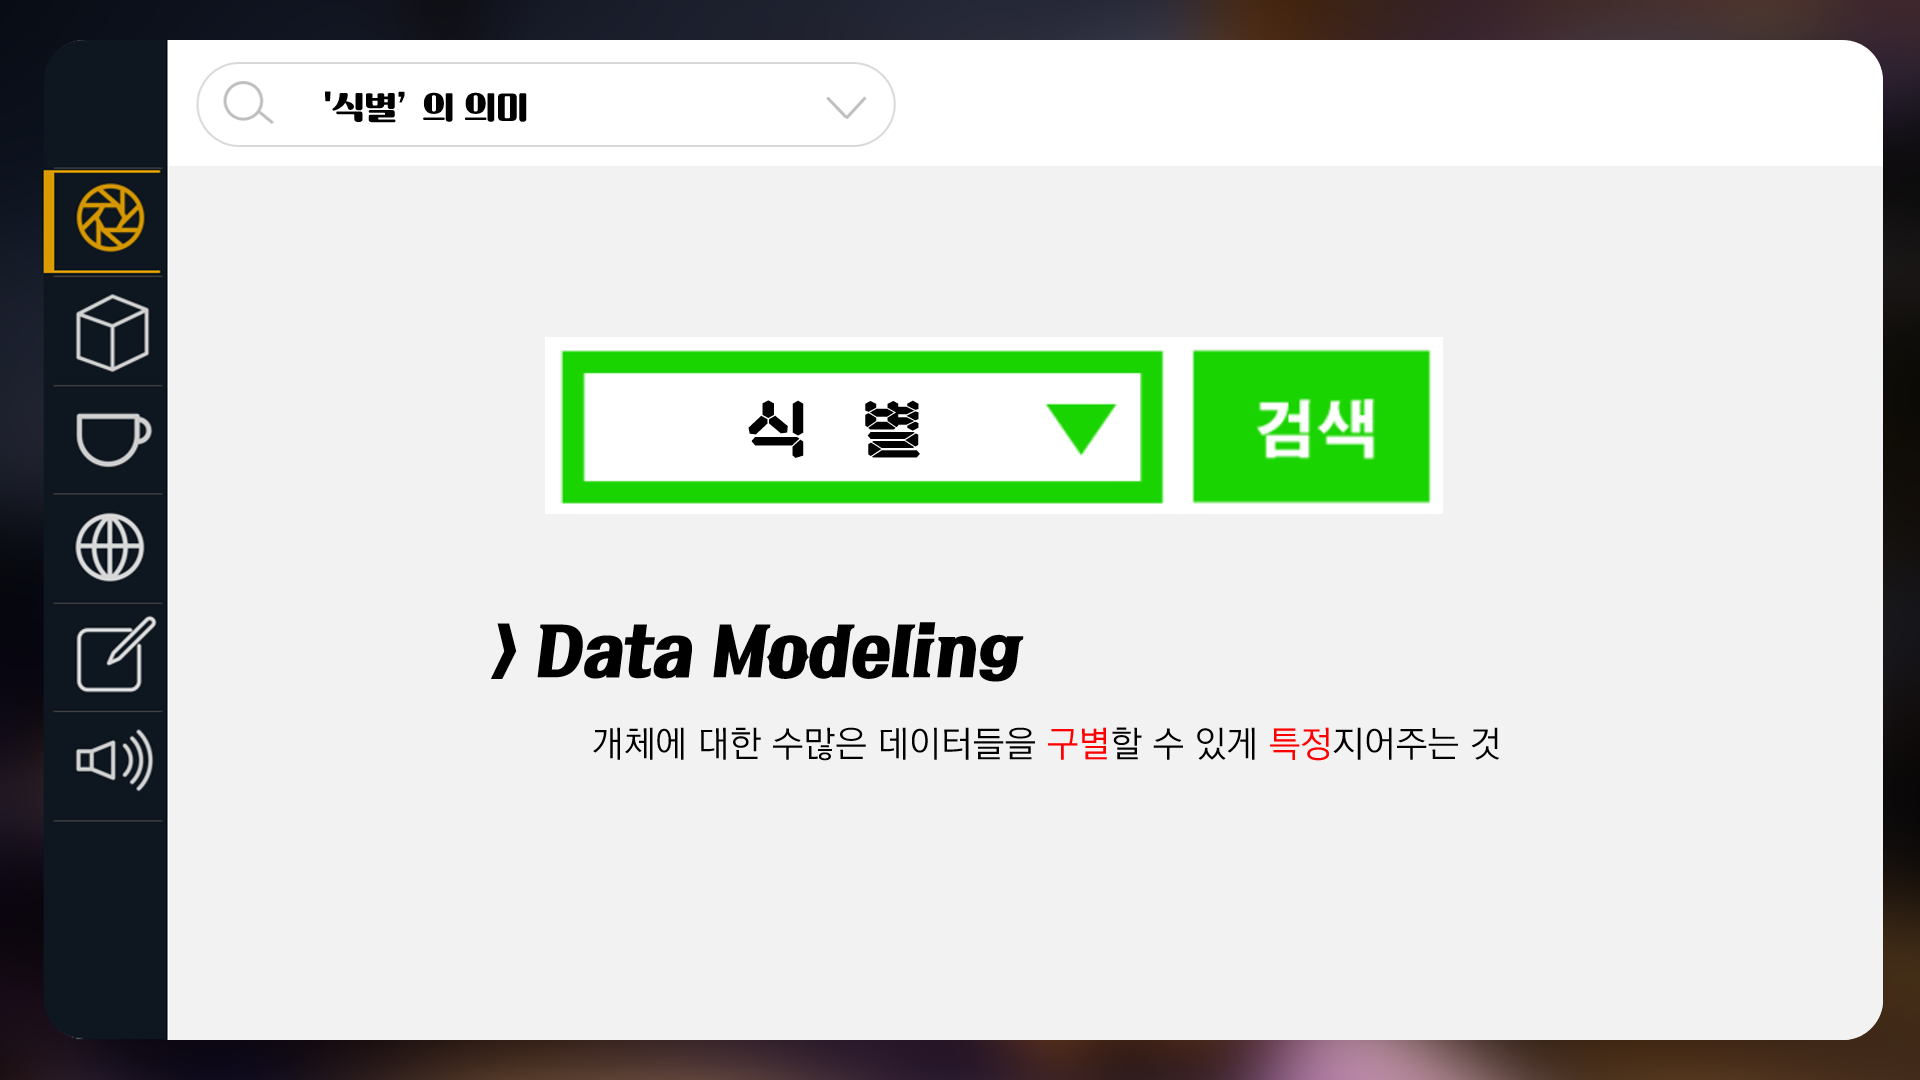 '식별’ 의 의미
식 별
검색
> Data Modeling
개체에 대한 수많은 데이터들을 구별할 수 있게 특정지어주는 것